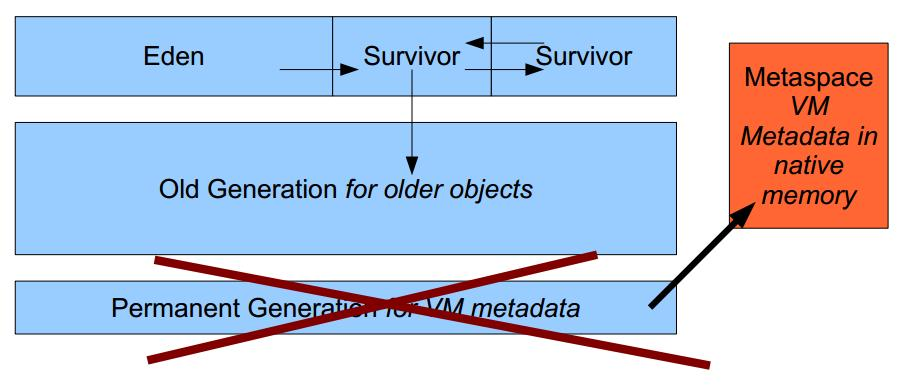 Eden
Survivor
Survivor
Metaspace
VM
Metadata in
native
memory
Old Generation for older objects
Permanent Generation for VM metadata